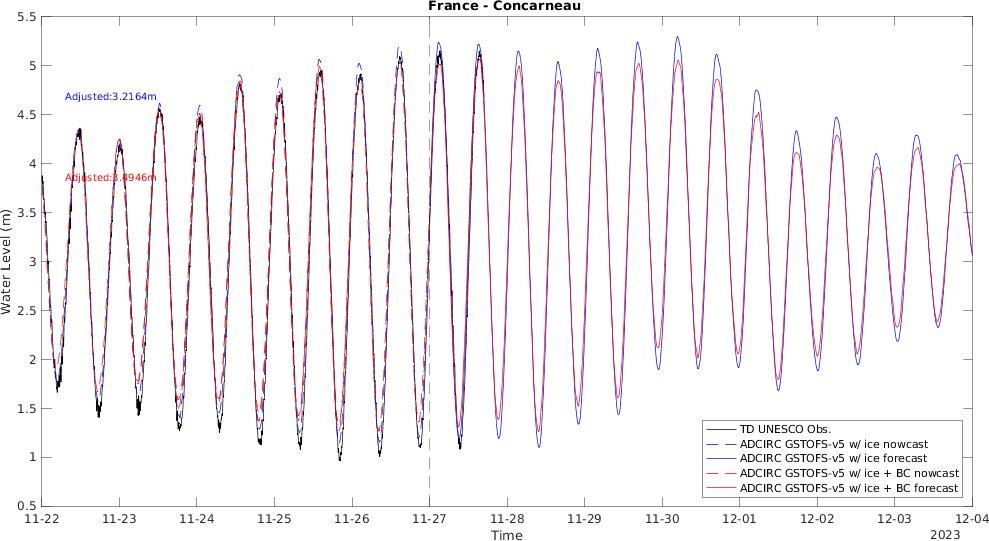 France - Concarneau
5.5
5
4.5
4
3.5
3
2.5
2
1.5
1
0.5
Water Level (m)
Adjusted:3.2164m
Adjusted:3.4946m
TD UNESCO Obs.
ADCIRC GSTOFS-v5 w/ ice nowcast
ADCIRC GSTOFS-v5 w/ ice forecast
ADCIRC GSTOFS-v5 w/ ice + BC nowcast
ADCIRC GSTOFS-v5 w/ ice + BC forecast
11-22 11-23 11-24 11-25 11-26 11-27 11-28 11-29 11-30 12-01 12-02 12-03 12-04
Time
2023